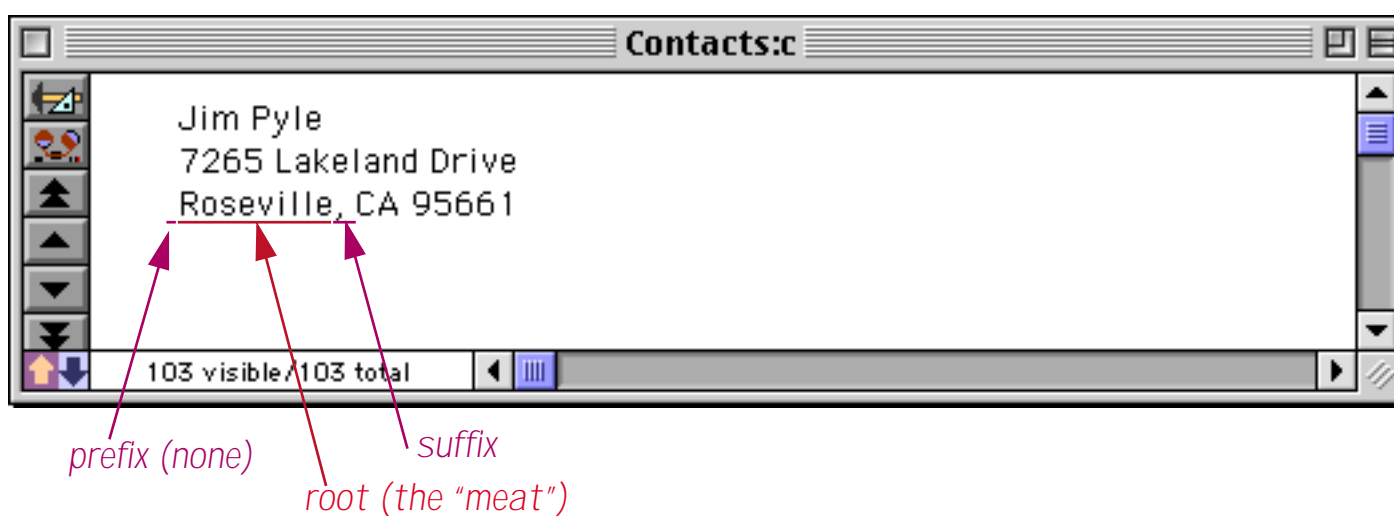 Contacts:c
Jim Pyle
7265 Lakeland Drive
Roseville, CA 95661
103 visible/103 total
prefix (none)
suffix
root (the “meat”)